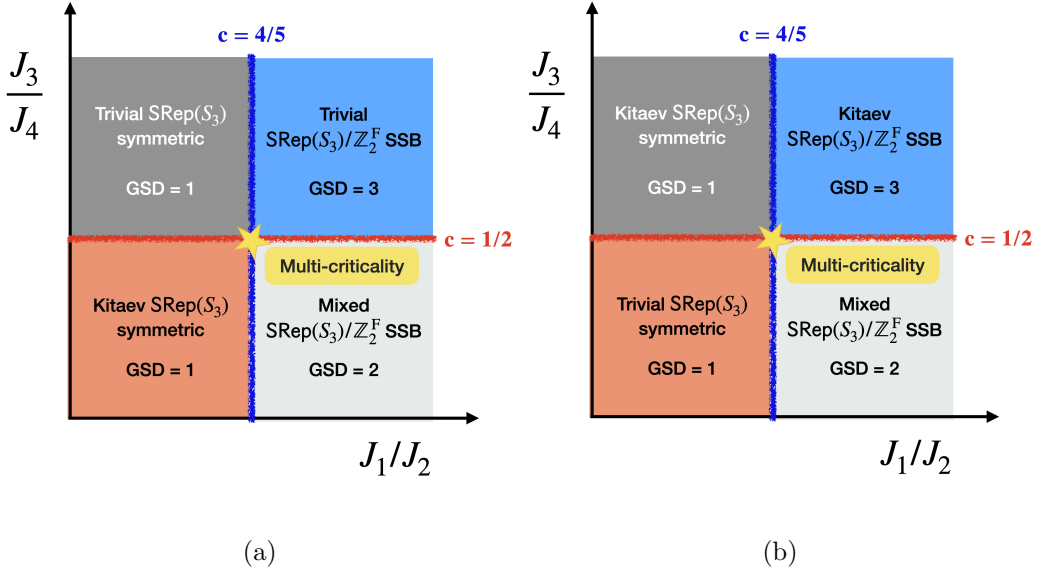 c = 4/5
J₃/J₄
Trivial SRep(S₃)
symmetric
GSD = 1
Trivial
SRep(S₃)/ℤ₂ꟳ SSB
GSD = 3
c = 1/2
Multi-criticality
Kitaev SRep(S₃)
symmetric
GSD = 1
Mixed
SRep(S₃)/ℤ₂ꟳ SSB
GSD = 2
J₁/J₂
(a)
c = 4/5
J₃/J₄
Kitaev SRep(S₃)
symmetric
GSD = 1
Kitaev
SRep(S₃)/ℤ₂ꟳ SSB
GSD = 3
c = 1/2
Multi-criticality
Trivial SRep(S₃)
symmetric
GSD = 1
Mixed
SRep(S₃)/ℤ₂ꟳ SSB
GSD = 2
J₁/J₂
(b)